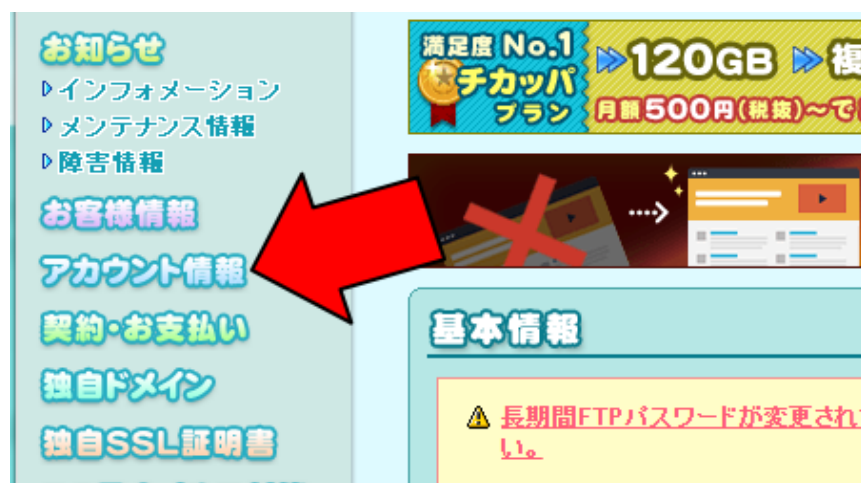 お知らせ
インフォメーション
メンテナンス情報
障害情報
お客様情報
アカウント情報
契約・お支払い
独自ドメイン
独自SSL証明書
満足度 No.1
チカッパ
プラン
120GB 複
月額500円(税抜)～で
基本情報
長期間FTPパスワードが変更され
い。